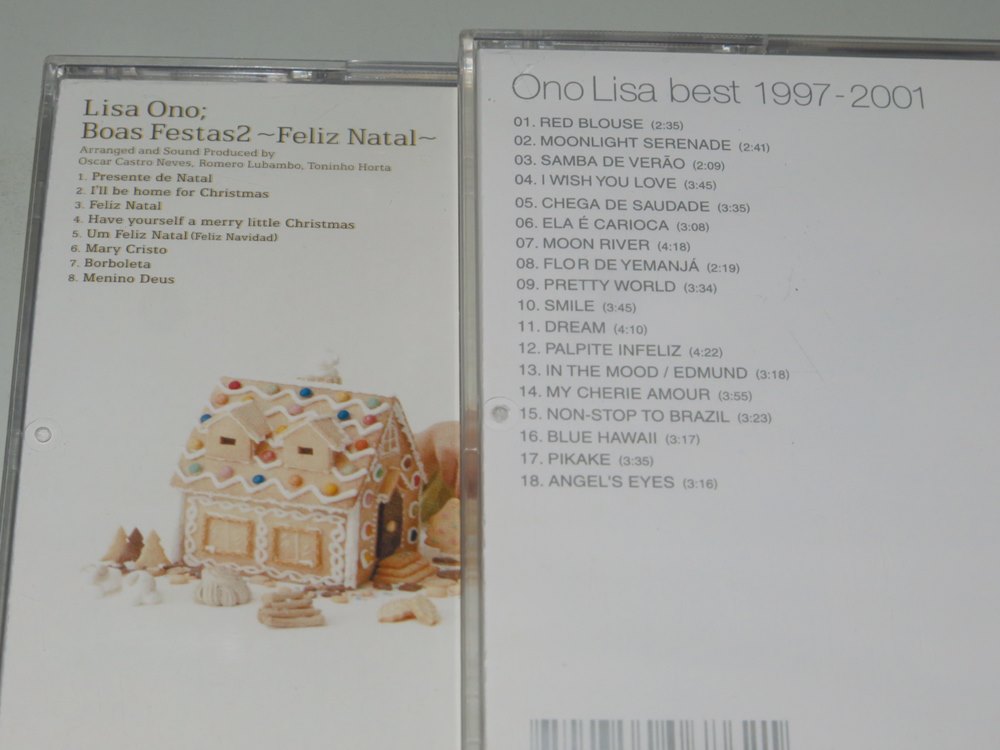 Lisa Ono;
Boas Festas2 ~Feliz Natal~
Arranged and Sound Produced by
Oscar Castro Neves, Romero Lubambo, Toninho Horta
1. Presente de Natal
2. I'll be home for Christmas
3. Feliz Natal
4. Have yourself a merry little Christmas
5. Um Feliz Natal (Feliz Navidad)
6. Mary Cristo
7. Borboleta
8. Menino Deus
Ono Lisa best 1997-2001
01. RED BLOUSE (2:35)
02. MOONLIGHT SERENADE (2:41)
03. SAMBA DE VERÃO (2:09)
04. I WISH YOU LOVE (3:45)
05. CHEGA DE SAUDADE (3:35)
06. ELA É CARIOCA (3:08)
07. MOON RIVER (4:18)
08. FLOR DE YEMANJÁ (2:19)
09. PRETTY WORLD (3:34)
10. SMILE (3:45)
11. DREAM (4:10)
12. PALPITE INFELIZ (4:22)
13. IN THE MOOD / EDMUND (3:18)
14. MY CHERIE AMOUR (3:55)
15. NON-STOP TO BRAZIL (3:23)
16. BLUE HAWAII (3:17)
17. PIKAKE (3:35)
18. ANGEL'S EYES (3:16)